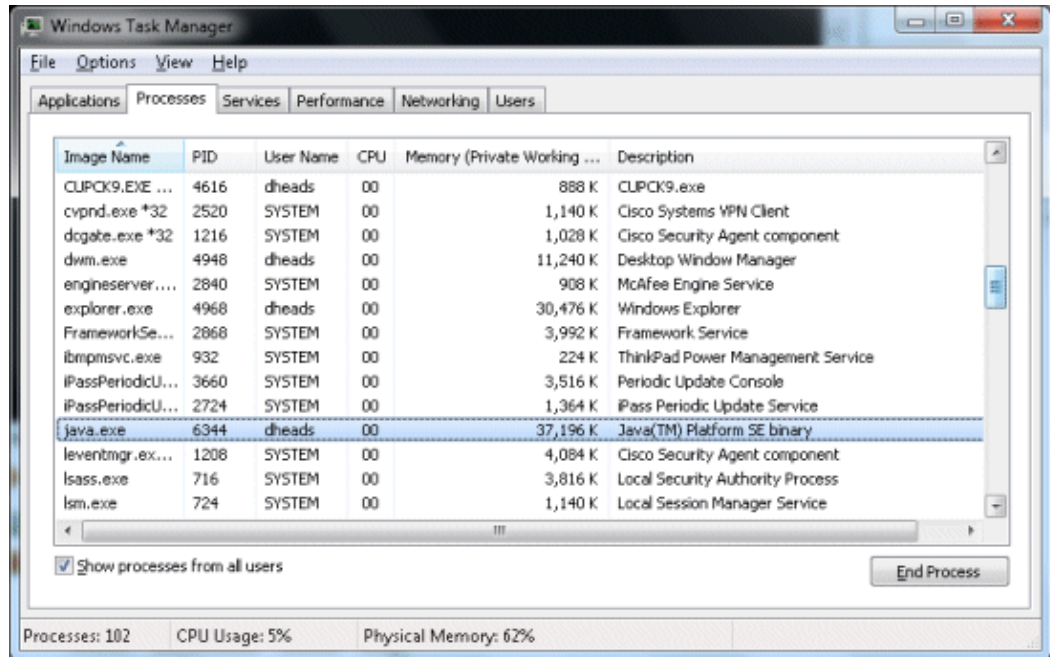 Windows Task Manager
File Options View Help
Applications Processes Services Performance Networking Users
Image Name PID User Name CPU Memory (Private Working ... Description
CUPCK9.EXE ... 4616 dheads 00 888 K CUPCK9.exe
cvpnd.exe *32 2520 SYSTEM 00 1,140 K Cisco Systems VPN Client
dcgate.exe *32 1216 SYSTEM 00 1,028 K Cisco Security Agent component
dwm.exe 4948 dheads 00 11,240 K Desktop Window Manager
engineserver.... 2840 SYSTEM 00 908 K McAfee Engine Service
explorer.exe 4968 dheads 00 30,476 K Windows Explorer
FrameworkSe... 2868 SYSTEM 00 3,992 K Framework Service
ibmpmsvc.exe 932 SYSTEM 00 224 K ThinkPad Power Management Service
iPassPeriodicU... 3660 SYSTEM 00 3,516 K Periodic Update Console
iPassPeriodicU... 2724 SYSTEM 00 1,364 K iPass Periodic Update Service
java.exe 6344 dheads 00 37,196 K Java(TM) Platform SE binary
leventmgr.ex... 1208 SYSTEM 00 4,084 K Cisco Security Agent component
lsass.exe 716 SYSTEM 00 3,816 K Local Security Authority Process
lsm.exe 724 SYSTEM 00 1,140 K Local Session Manager Service
Show processes from all users
End Process
Processes: 102 CPU Usage: 5% Physical Memory: 62%